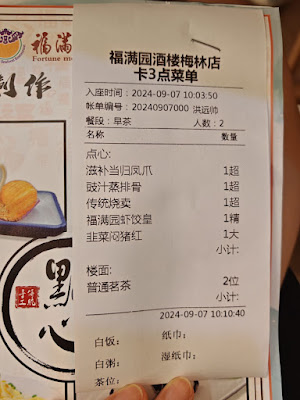 福满
Fortune
制作
點心
福满园酒楼梅林店
卡3点菜单
入座时间：2024-09-07 10:03:50
帐单编号：20240907000 洪远帅
餐段：早茶 人数：2
名称 数量
点心:
滋补当归凤爪 1超
豉汁蒸排骨 1超
传统烧卖 1超
福满园虾饺皇 1精
韭菜闷猪红 1大
小计:
楼面:
普通茗茶 2位
小计:
2024-09-07 10:10:40
白饭： 纸巾：
白粥： 湿纸巾：
茶位：